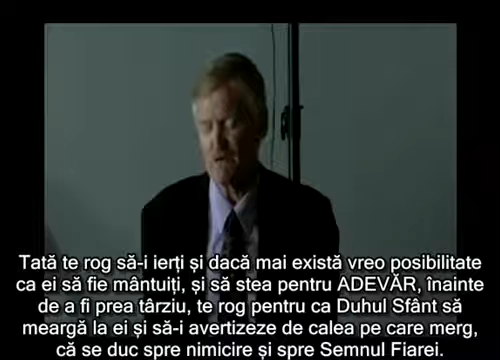 Tată te rog să-i ierți și dacă mai există vreo posibilitate
ca ei să fie mântuiți, și să stea pentru ADEVĂR, înainte
de a fi prea târziu, te rog pentru ca Duhul Sfânt să
meargă la ei și să-i avertizeze de calea pe care merg,
că se duc spre nimicire și spre Semnul Fiarei.